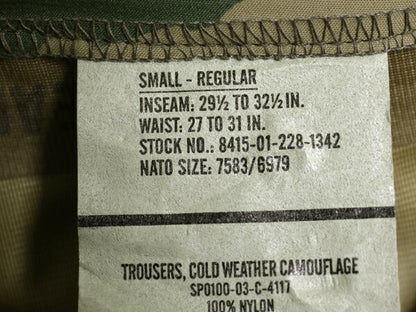 SMALL - REGULAR
INSEAM: 29½ TO 32½ IN.
WAIST: 27 TO 31 IN.
STOCK NO.: 8415-01-228-1342
NATO SIZE: 7583/6979
TROUSERS, COLD WEATHER CAMOUFLAGE
SP0100-03-C-4117
100% NYLON